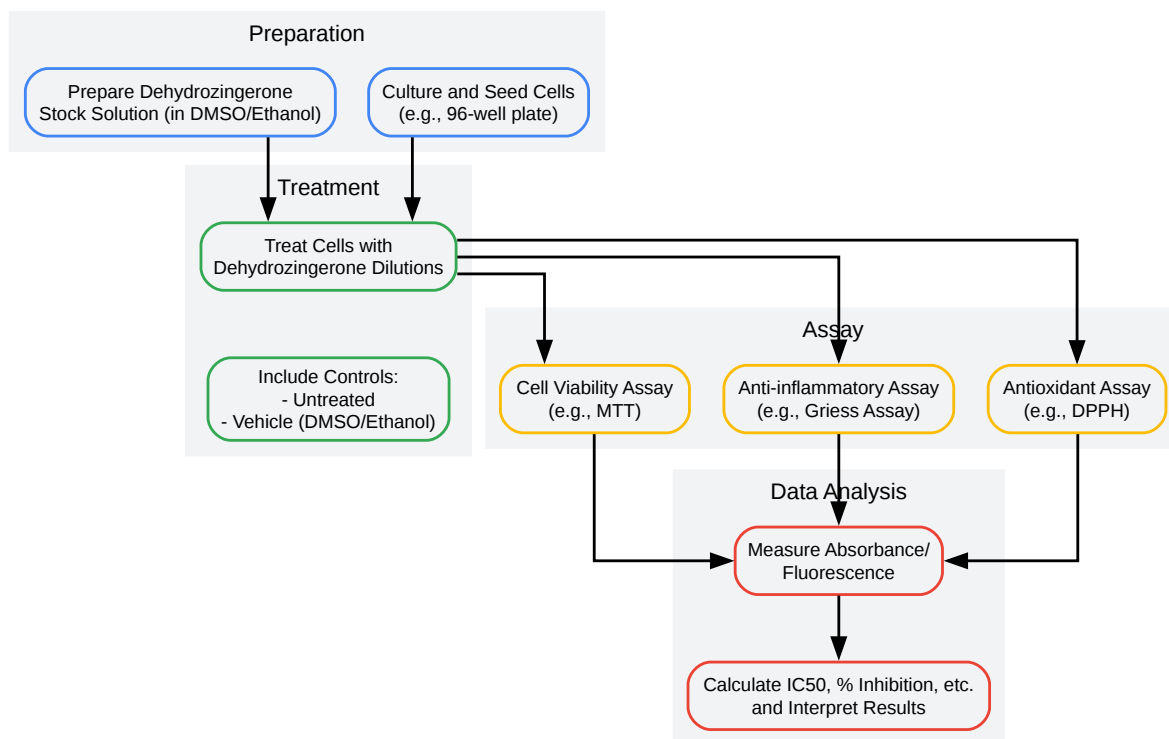 Preparation
Prepare Dehydrozingerone
Stock Solution (in DMSO/Ethanol)
Culture and Seed Cells
(e.g., 96-well plate)
Treatment
Treat Cells with
Dehydrozingerone Dilutions
Include Controls:
- Untreated
- Vehicle (DMSO/Ethanol)
Assay
Cell Viability Assay
(e.g., MTT)
Anti-inflammatory Assay
(e.g., Griess Assay)
Antioxidant Assay
(e.g., DPPH)
Data Analysis
Measure Absorbance/
Fluorescence
Calculate IC50, % Inhibition, etc.
and Interpret Results